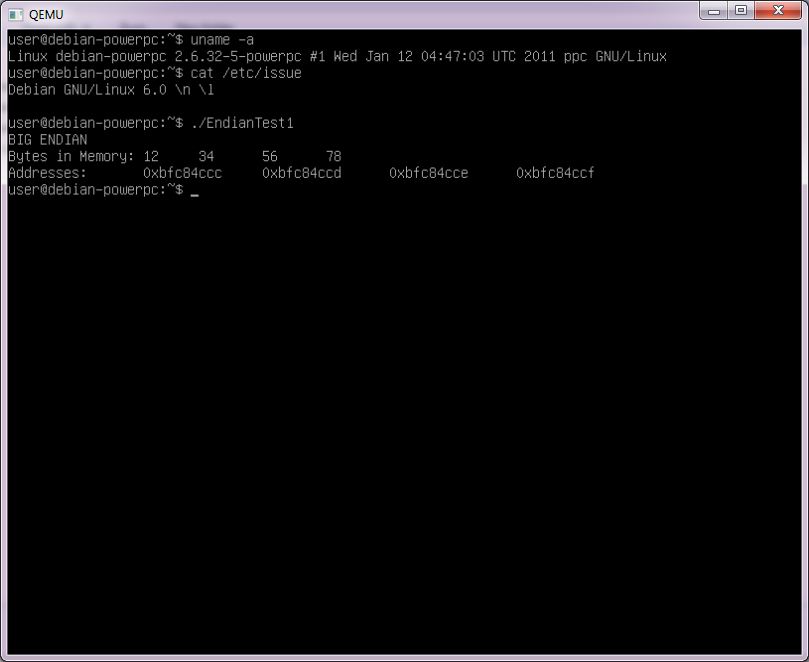 QEMU
user@debian-powerpc:~$ uname -a
Linux debian-powerpc 2.6.32-5-powerpc #1 Wed Jan 12 04:47:03 UTC 2011 ppc GNU/Linux
user@debian-powerpc:~$ cat /etc/issue
Debian GNU/Linux 6.0 \n \l
user@debian-powerpc:~$ ./EndianTest1
BIG ENDIAN
Bytes in Memory: 12 34 56 78
Addresses: 0xbfc84ccc 0xbfc84ccd 0xbfc84cce 0xbfc84ccf
user@debian-powerpc:~$ _